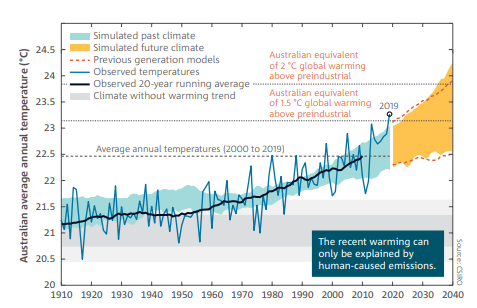 Australian average annual temperature (°C)
24.5
24
23.5
23
22.5
22
21.5
21
20.5
20
Simulated past climate
Simulated future climate
Previous generation models
Observed temperatures
Observed 20-year running average
Climate without warming trend
Australian equivalent
of 2 °C global warming
above preindustrial
Australian equivalent
of 1.5 °C global warming
above preindustrial
2019
Average annual temperatures (2000 to 2019)
The recent warming can
only be explained by
human-caused emissions.
Source: CSIRO
1910 1920 1930 1940 1950 1960 1970 1980 1990 2000 2010 2020 2030 2040